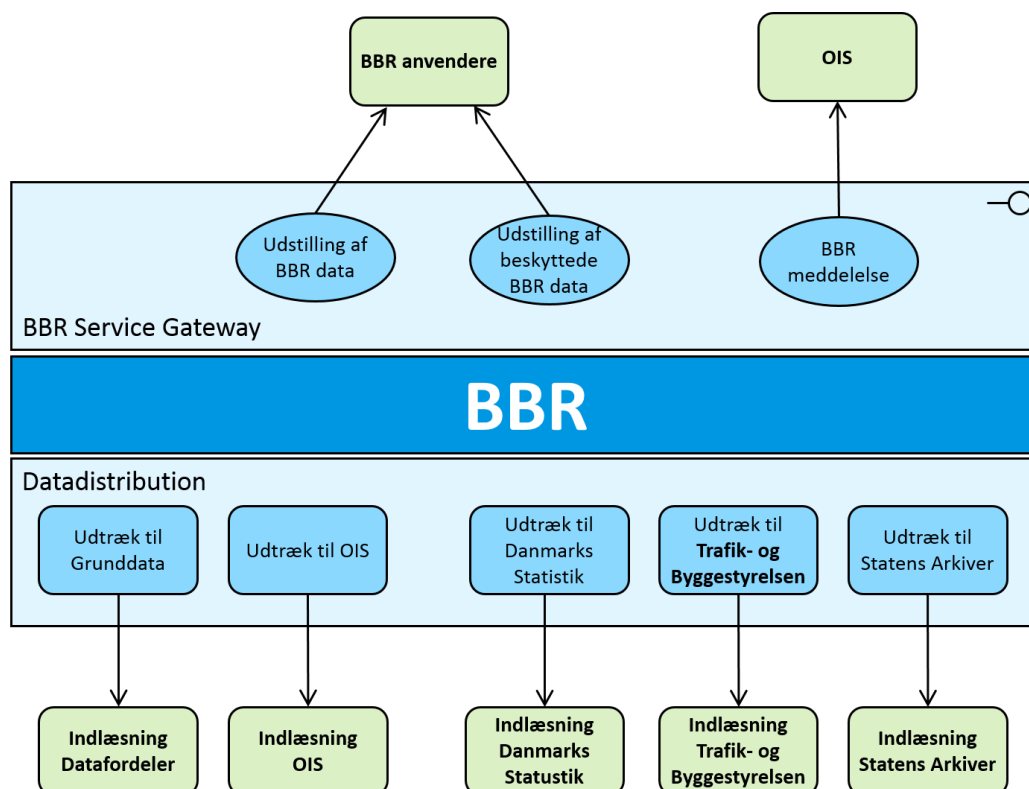 BBR anvendere
OIS
Udstilling af
BBR data
Udstilling af
beskyttede
BBR data
BBR
meddelelse
BBR Service Gateway
BBR
Datadistribution
Udtræk til
Grunddata
Udtræk til OIS
Udtræk til
Danmarks
Statistik
Udtræk til
Trafik- og
Byggestyrelsen
Udtræk til
Statens Arkiver
Indlæsning
Datafordeler
Indlæsning
OIS
Indlæsning
Danmarks
Statustik
Indlæsning
Trafik- og
Byggestyrelsen
Indlæsning
Statens Arkiver